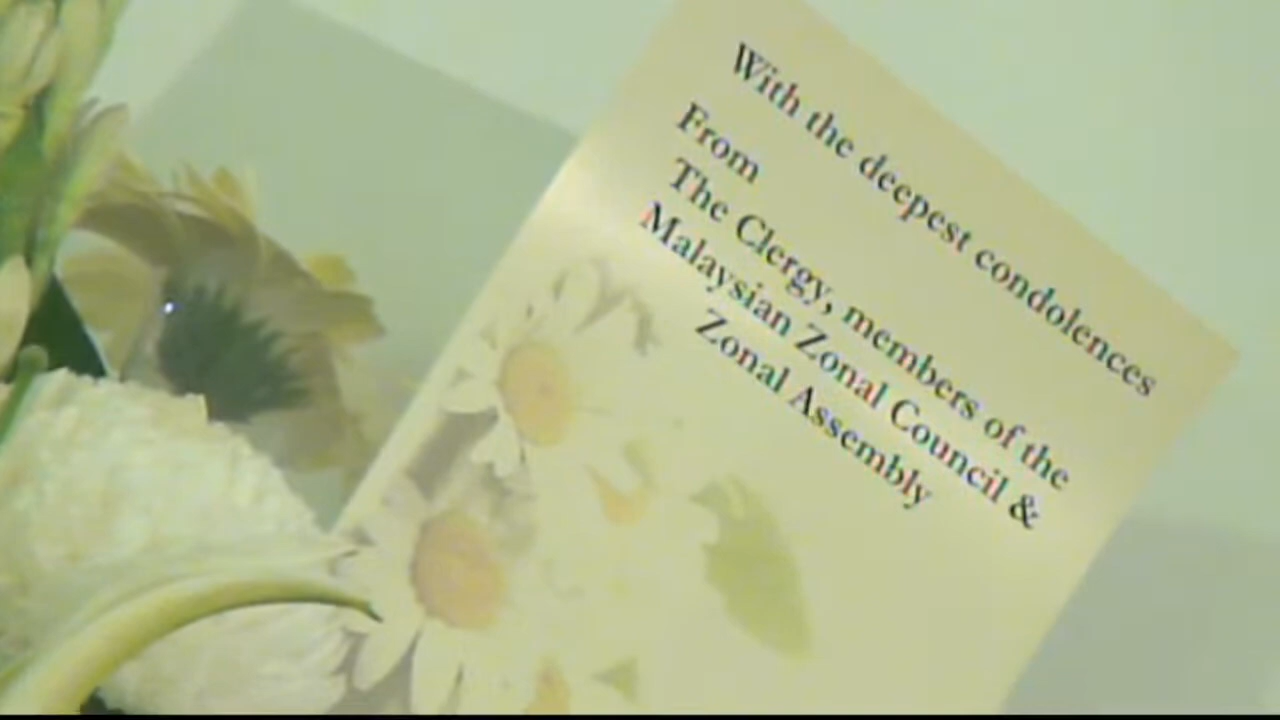 With the deepest condolences
From
The Clergy, members of the
Malaysian Zonal Council &
Zonal Assembly